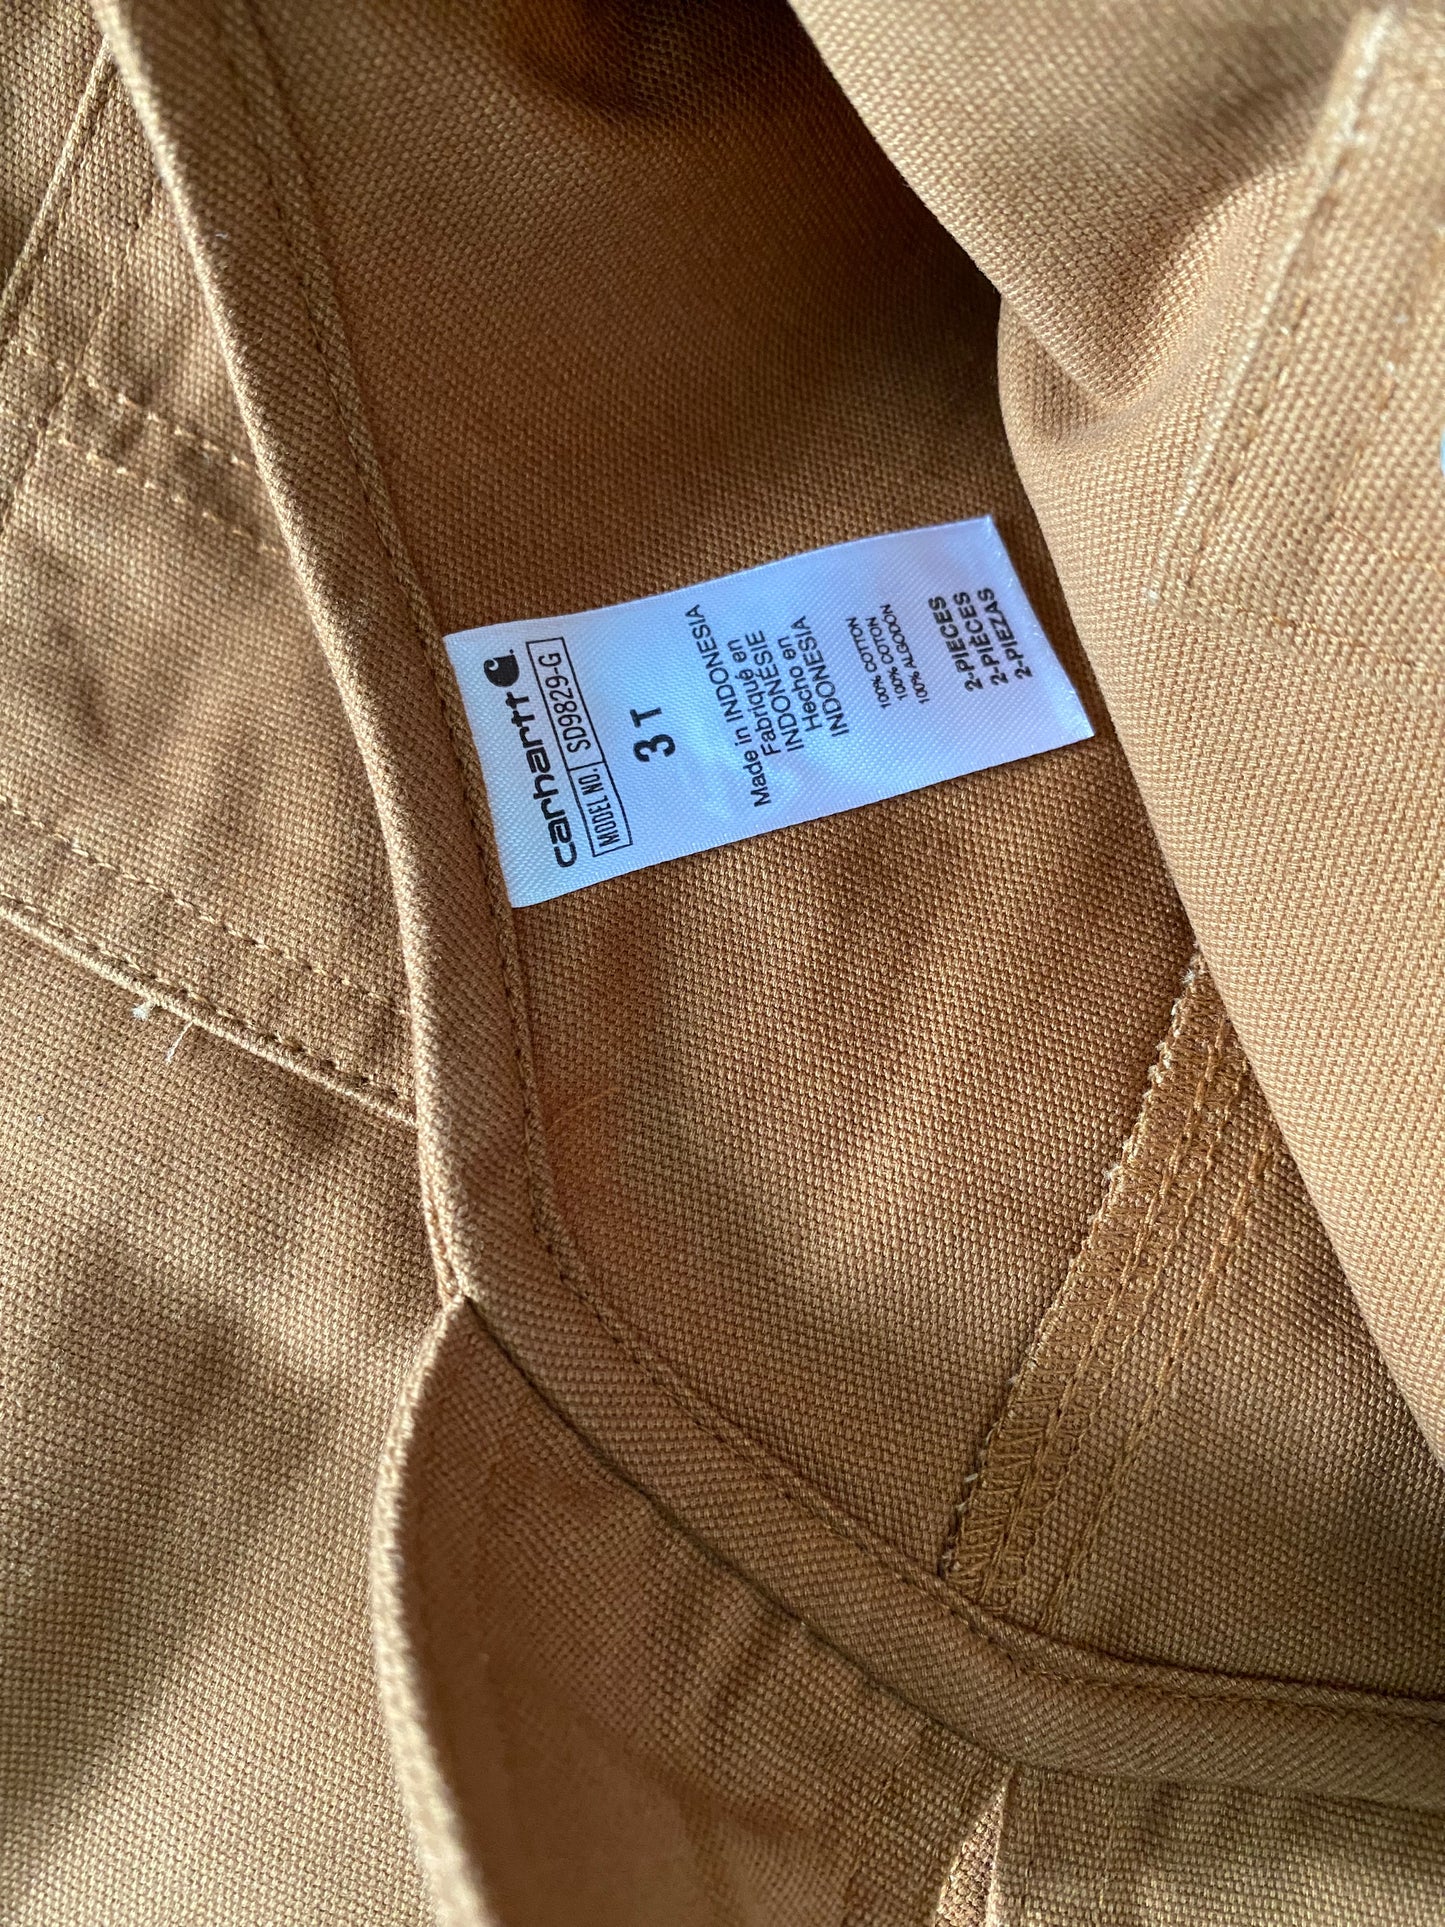 carhartt
MODEL NO. SD9829-G
3T
Made in INDONESIA
Fabriqué en
INDONÉSIE
Hecho en
INDONESIA
100% COTTON
100% COTON
100% ALGODÓN
2-PIECES
2-PIÈCES
2-PIEZAS